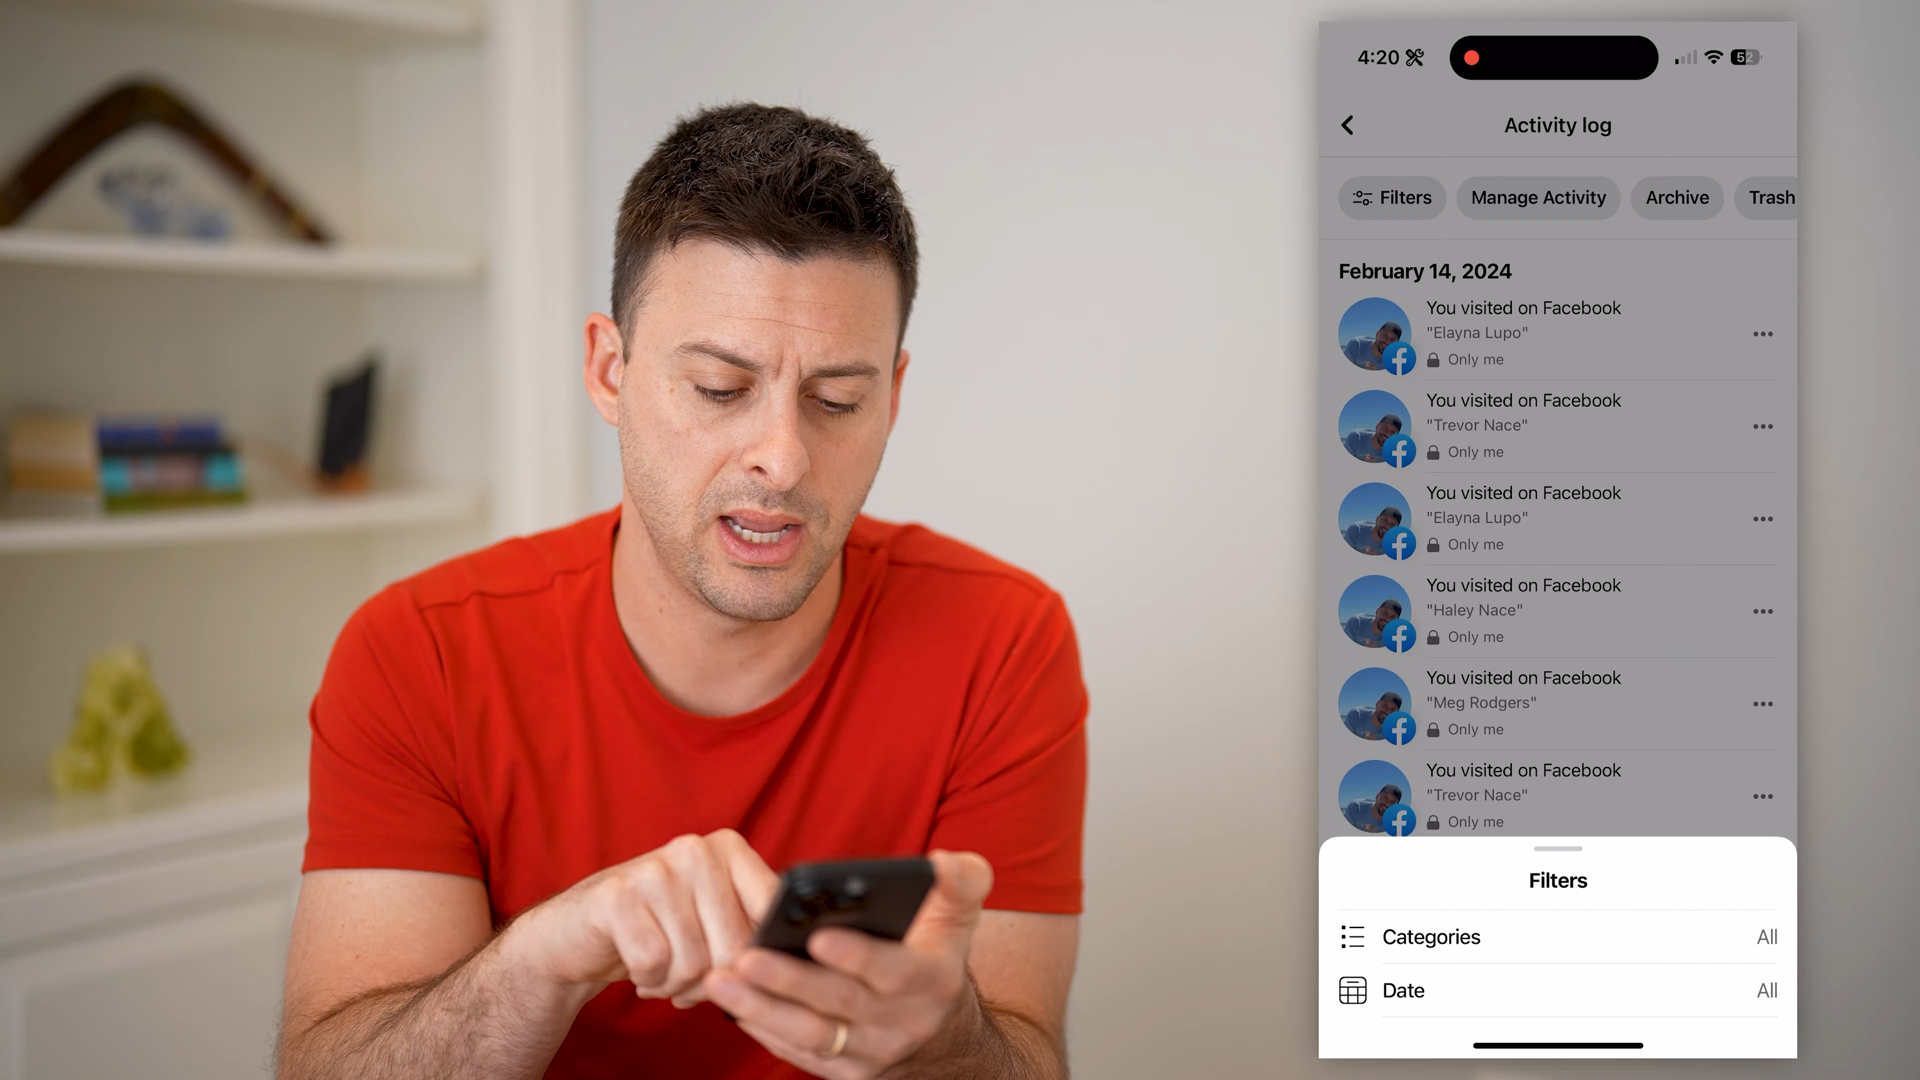 4:20
52
Activity log
Filters
Manage Activity
Archive
Trash
February 14, 2024
You visited on Facebook
"Elayna Lupo"
Only me
You visited on Facebook
"Trevor Nace"
Only me
You visited on Facebook
"Elayna Lupo"
Only me
You visited on Facebook
"Haley Nace"
Only me
You visited on Facebook
"Meg Rodgers"
Only me
You visited on Facebook
"Trevor Nace"
Only me
Filters
Categories All
Date All